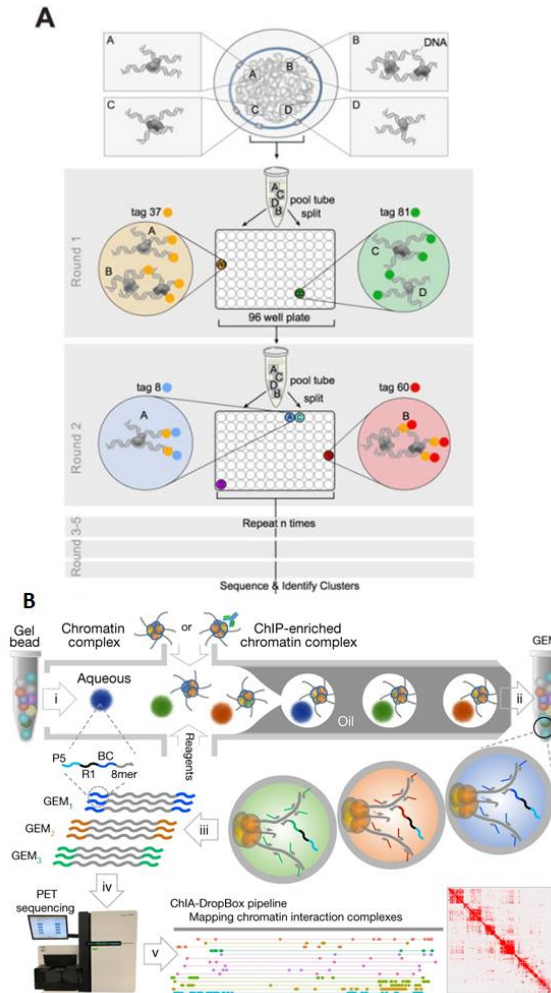 A
A
B
DNA
C
D
A
B
C
D
A
C
D
B
pool tube
split
Round 1
tag 37
A
B
tag 81
C
D
96 well plate
A
C
D
B
pool tube
split
Round 2
tag 8
A
A
tag 60
B
Round 3-5
Repeat n times
Sequence & Identify Clusters
B
Gel
bead
Chromatin
complex
or
ChIP-enriched
chromatin complex
GEM
i
Aqueous
Oil
ii
Reagents
P5
BC
R1
8mer
GEM1
GEM2
GEM3
iii
iv
PET
sequencing
v
ChIA-DropBox pipeline
Mapping chromatin interaction complexes